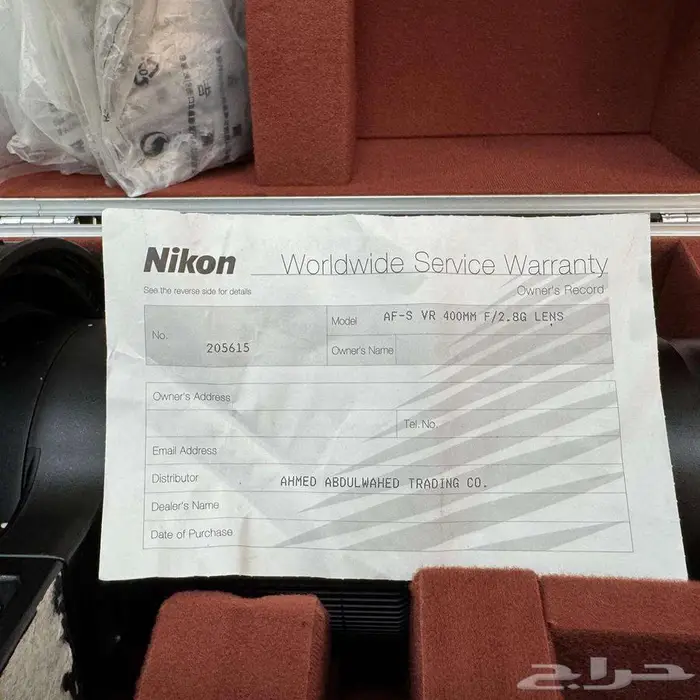 Nikon Worldwide Service Warranty
See the reverse side for details
Owner's Record
No. 205615
Model AF-S VR 400MM F/2.8G LENS
Owner's Name
Owner's Address
Tel. No.
Email Address
Distributor AHMED ABDULWAHED TRADING CO.
Dealer's Name
Date of Purchase
حراج